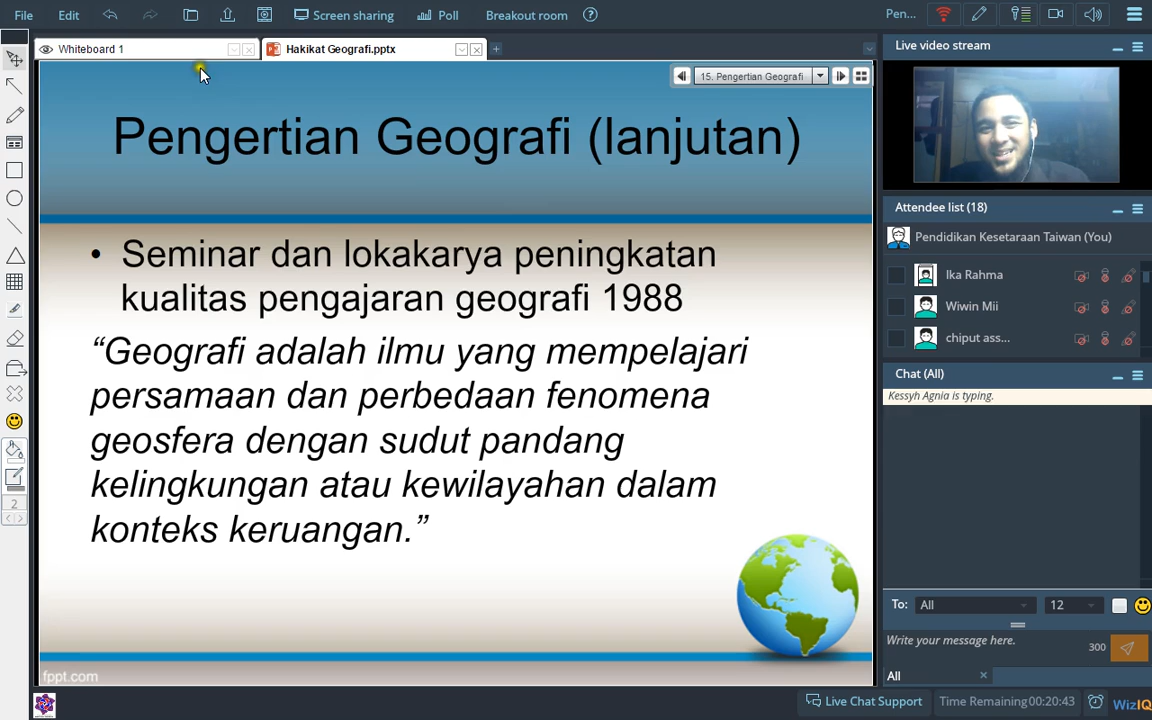 File Edit Screen sharing Poll Breakout room Pen...
Whiteboard 1 Hakikat Geografi.pptx
15. Pengertian Geografi
Pengertian Geografi (lanjutan)
• Seminar dan lokakarya peningkatan
kualitas pengajaran geografi 1988
“Geografi adalah ilmu yang mempelajari
persamaan dan perbedaan fenomena
geosfera dengan sudut pandang
kelingkungan atau kewilayahan dalam
konteks keruangan.”
fppt.com
2
Live video stream
Attendee list (18)
Pendidikan Kesetaraan Taiwan (You)
Ika Rahma
Wiwin Mii
chiput ass...
Chat (All)
Kessyh Agnia is typing.
To: All 12
Write your message here. 300
All
Live Chat Support Time Remaining00:20:43 WizIQ